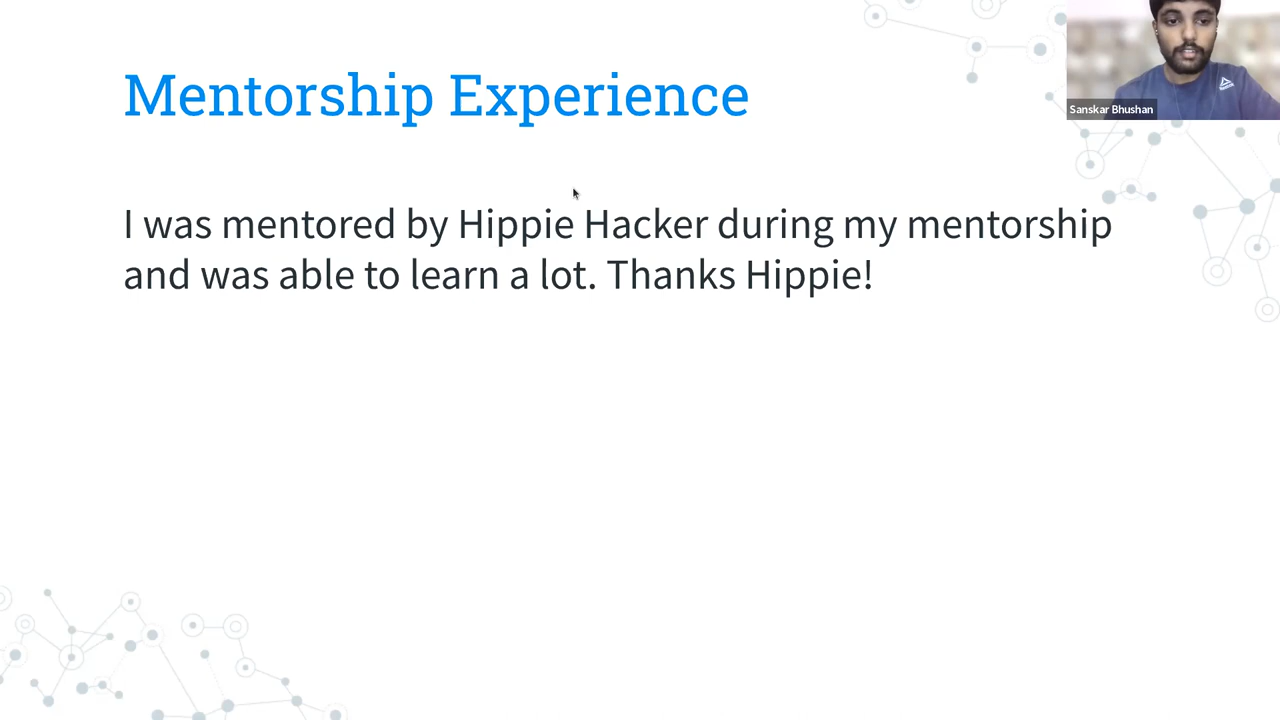 Mentorship Experience
Sanskar Bhushan
I was mentored by Hippie Hacker during my mentorship
and was able to learn a lot. Thanks Hippie!